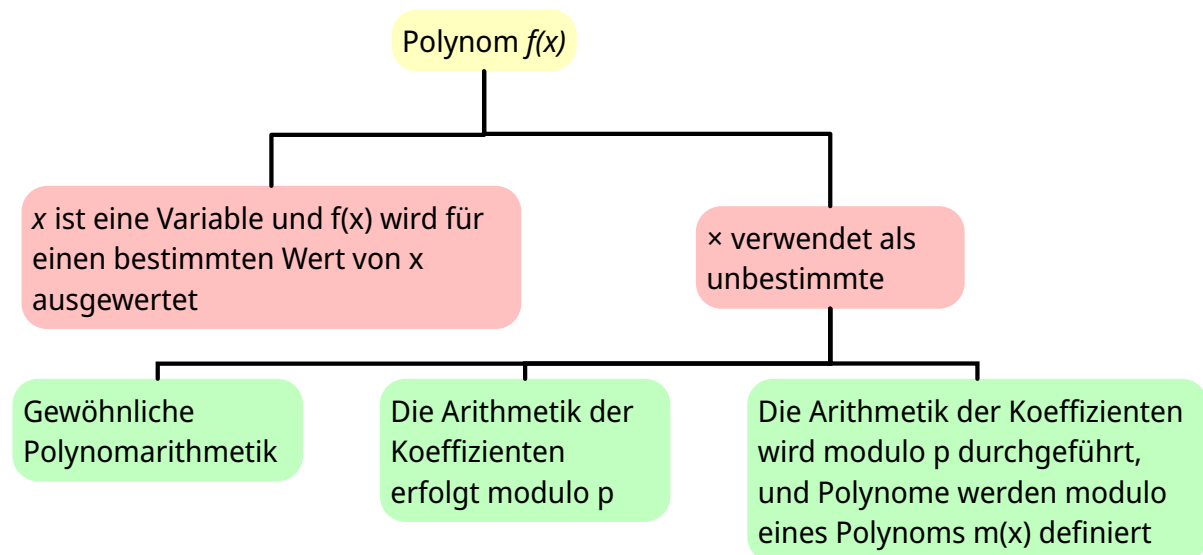 Polynom f(x)
x ist eine Variable und f(x) wird für
einen bestimmten Wert von x
ausgewertet
× verwendet als
unbestimmte
Gewöhnliche
Polynomarithmetik
Die Arithmetik der
Koeffizienten
erfolgt modulo p
Die Arithmetik der Koeffizienten
wird modulo p durchgeführt,
und Polynome werden modulo
eines Polynoms m(x) definiert